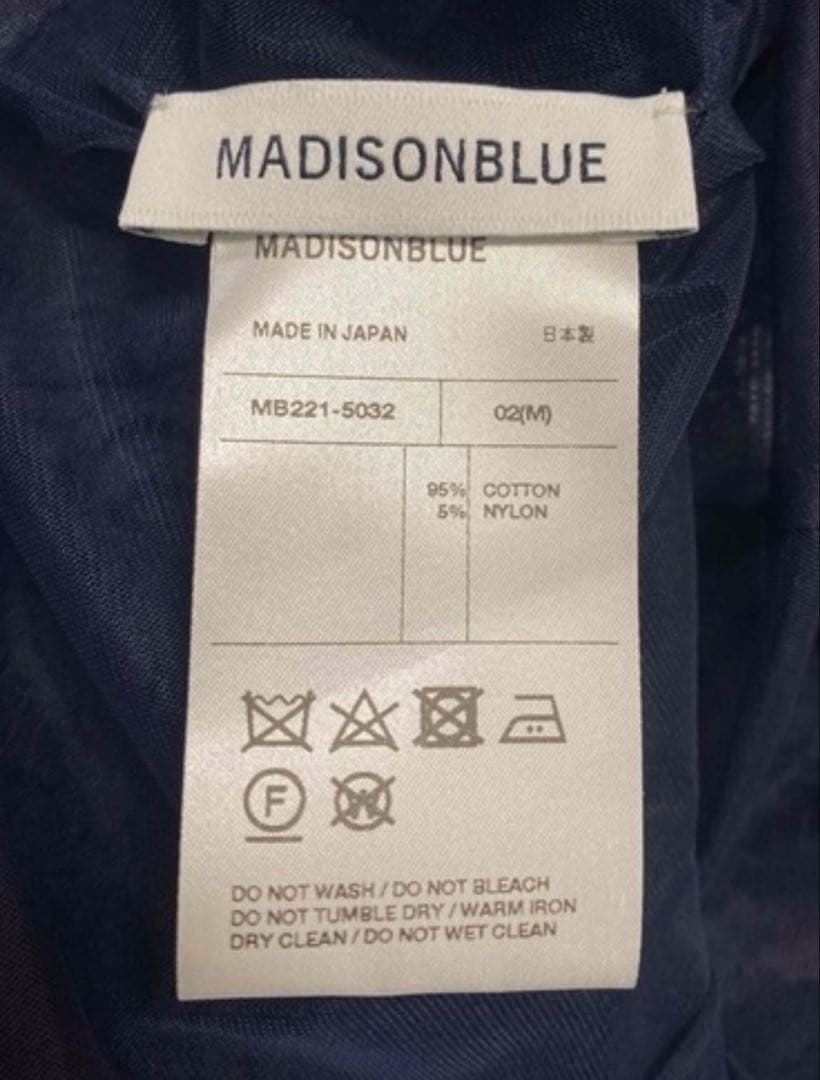 MADISONBLUE
MADISONBLUE
MADE IN JAPAN 日本製
MB221-5032 02(M)
95% COTTON
5% NYLON
F
W
DO NOT WASH / DO NOT BLEACH
DO NOT TUMBLE DRY / WARM IRON
DRY CLEAN / DO NOT WET CLEAN